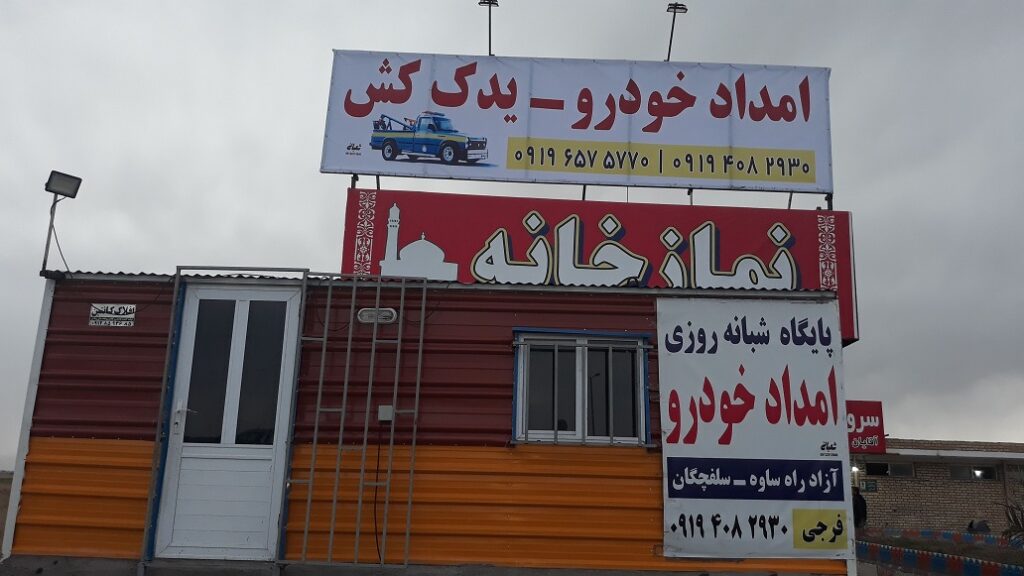 امداد خودرو ـ یدک کش
۰۹۱۹ ۶۵۷ ۵۷۷۰ | ۰۹۱۹ ۴۰۸ ۲۹۳۰
نمازخانه
پایگاه شبانه روزی
امداد خودرو
آزاد راه ساوه ـ سلفچگان
۰۹۱۹ ۴۰۸ ۲۹۳۰ فرجی
آقایان